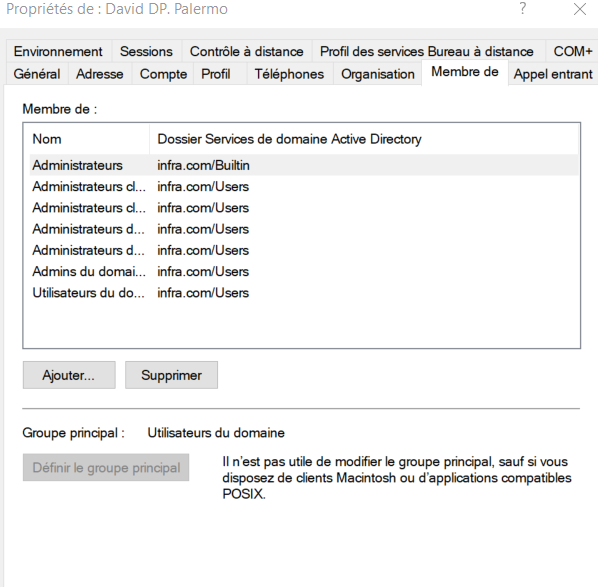 Propriétés de : David DP. Palermo ?
Environnement Sessions Contrôle à distance Profil des services Bureau à distance COM+
Général Adresse Compte Profil Téléphones Organisation Membre de Appel entrant
Membre de :
Nom Dossier Services de domaine Active Directory
Administrateurs infra.com/Builtin
Administrateurs cl... infra.com/Users
Administrateurs cl... infra.com/Users
Administrateurs d... infra.com/Users
Administrateurs d... infra.com/Users
Admins du domai... infra.com/Users
Utilisateurs du do... infra.com/Users
Ajouter... Supprimer
Groupe principal : Utilisateurs du domaine
Définir le groupe principal
Il n'est pas utile de modifier le groupe principal, sauf si vous
disposez de clients Macintosh ou d'applications compatibles
POSIX.